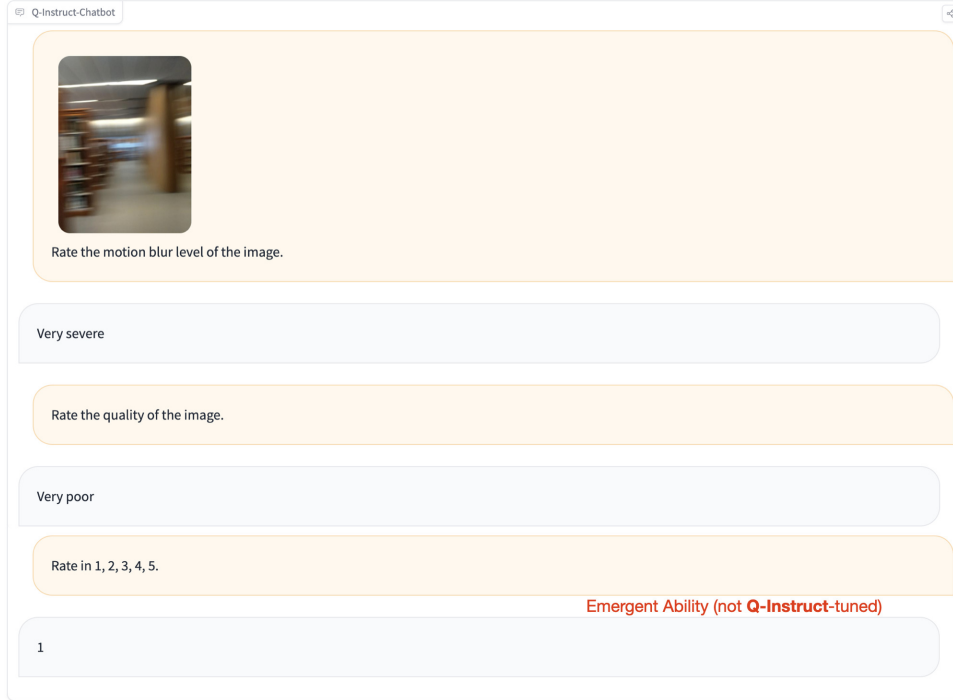 Q-Instruct-Chatbot
Rate the motion blur level of the image.
Very severe
Rate the quality of the image.
Very poor
Rate in 1, 2, 3, 4, 5.
Emergent Ability (not Q-Instruct-tuned)
1